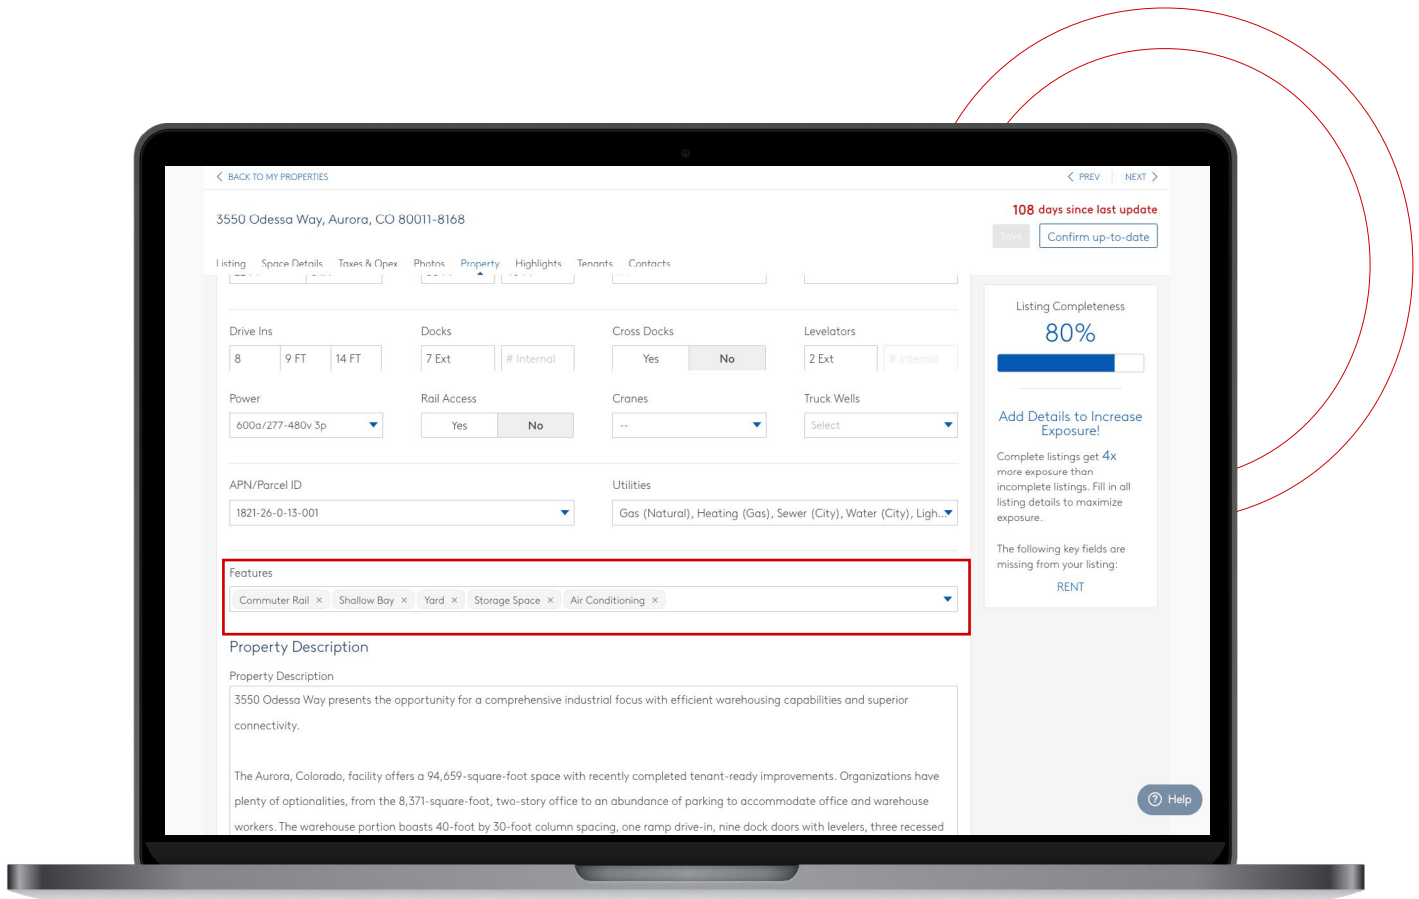 BACK TO MY PROPERTIES
PREV NEXT
3550 Odessa Way, Aurora, CO 80011-8168
108 days since last update
Save Confirm up-to-date
Listing Space Details Taxes & Opex Photos Property Highlights Tenants Contacts
Drive Ins Docks Cross Docks Levelators
8 9 FT 14 FT 7 Ext # Internal Yes No 2 Ext # Internal
Power Rail Access Cranes Truck Wells
600a/277-480v 3p Yes No -- Select
APN/Parcel ID Utilities
1821-26-0-13-001 Gas (Natural), Heating (Gas), Sewer (City), Water (City), Ligh...
Features
Commuter Rail × Shallow Bay × Yard × Storage Space × Air Conditioning ×
Property Description
Property Description
3550 Odessa Way presents the opportunity for a comprehensive industrial focus with efficient warehousing capabilities and superior
connectivity.
The Aurora, Colorado, facility offers a 94,659-square-foot space with recently completed tenant-ready improvements. Organizations have
plenty of optionalities, from the 8,371-square-foot, two-story office to an abundance of parking to accommodate office and warehouse
workers. The warehouse portion boasts 40-foot by 30-foot column spacing, one ramp drive-in, nine dock doors with levelers, three recessed
Listing Completeness
80%
Add Details to Increase
Exposure!
Complete listings get 4x
more exposure than
incomplete listings. Fill in all
listing details to maximize
exposure.
The following key fields are
missing from your listing:
RENT
? Help